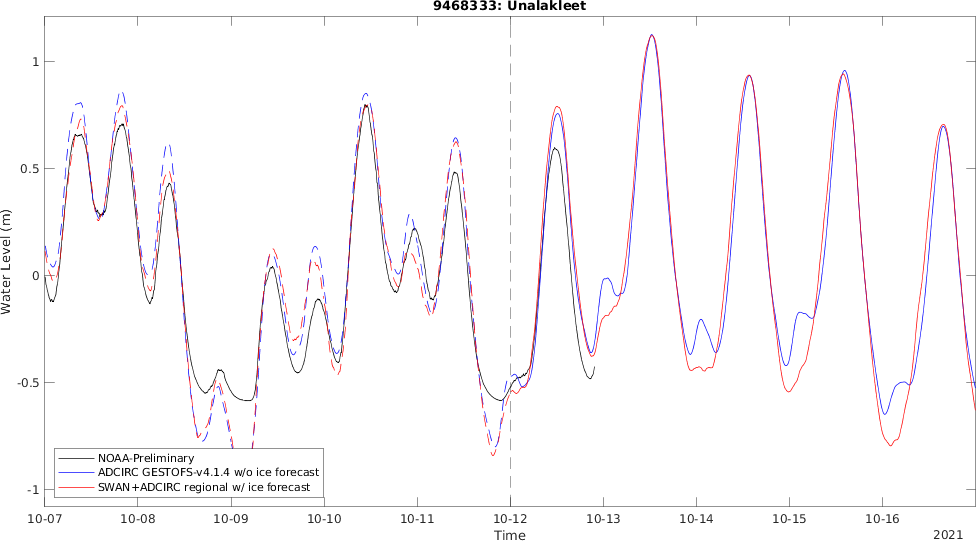 9468333: Unalakleet
Water Level (m)
1
0.5
0
-0.5
-1
NOAA-Preliminary
ADCIRC GESTOFS-v4.1.4 w/o ice forecast
SWAN+ADCIRC regional w/ ice forecast
10-07 10-08 10-09 10-10 10-11 10-12 10-13 10-14 10-15 10-16
Time
2021